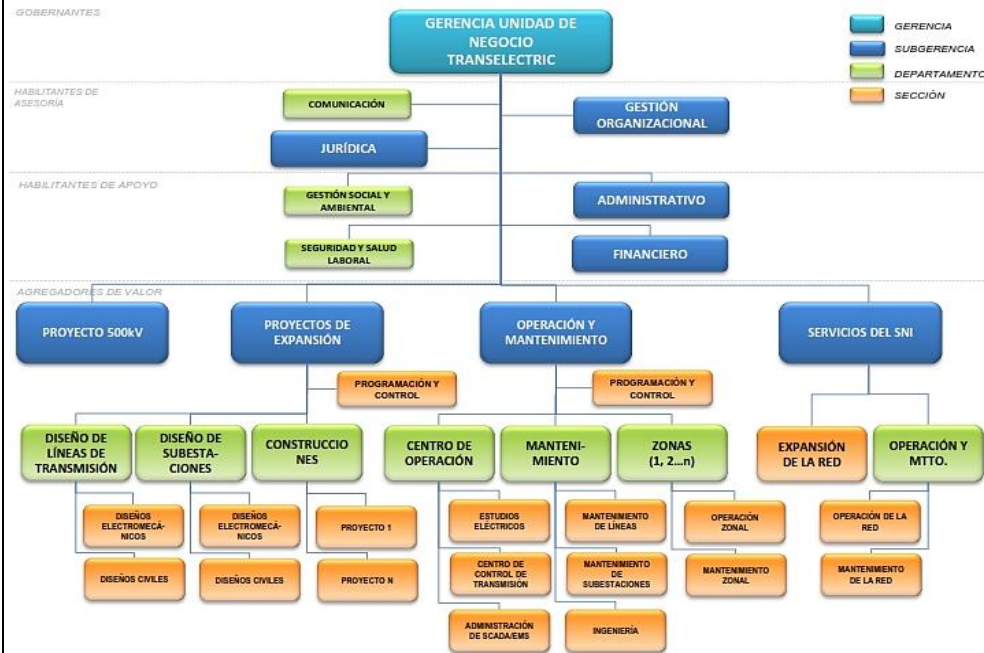 GOBERNANTES
GERENCIA UNIDAD DE
NEGOCIO
TRANSELECTRIC
GERENCIA
SUBGERENCIA
DEPARTAMENTO
SECCIÓN
HABILITANTES DE
ASESORÍA
COMUNICACIÓN
GESTIÓN
ORGANIZACIONAL
JURÍDICA
HABILITANTES DE APOYO
GESTIÓN SOCIAL Y
AMBIENTAL
ADMINISTRATIVO
SEGURIDAD Y SALUD
LABORAL
FINANCIERO
AGREGADORES DE VALOR
PROYECTO 500kV
PROYECTOS DE
EXPANSIÓN
OPERACIÓN Y
MANTENIMIENTO
SERVICIOS DEL SNI
PROGRAMACIÓN Y
CONTROL
PROGRAMACIÓN Y
CONTROL
DISEÑO DE
LÍNEAS DE
TRANSMISIÓN
DISEÑO DE
SUBESTA-
CIONES
CONSTRUCCIO
NES
CENTRO DE
OPERACIÓN
MANTENI-
MIENTO
ZONAS
(1, 2...n)
EXPANSIÓN
DE LA RED
OPERACIÓN Y
MTTO.
DISEÑOS
ELECTROMECÁ-
NICOS
DISEÑOS
ELECTROMECÁ-
NICOS
PROYECTO 1
ESTUDIOS
ELÉCTRICOS
MANTENIMIENTO
DE LÍNEAS
OPERACIÓN
ZONAL
OPERACIÓN DE LA
RED
DISEÑOS CIVILES
DISEÑOS CIVILES
PROYECTO N
CENTRO DE
CONTROL DE
TRANSMISIÓN
MANTENIMIENTO
DE
SUBESTACIONES
MANTENIMIENTO
ZONAL
MANTENIMIENTO
DE LA RED
ADMINISTRACIÓN
DE SCADA/EMS
INGENIERÍA